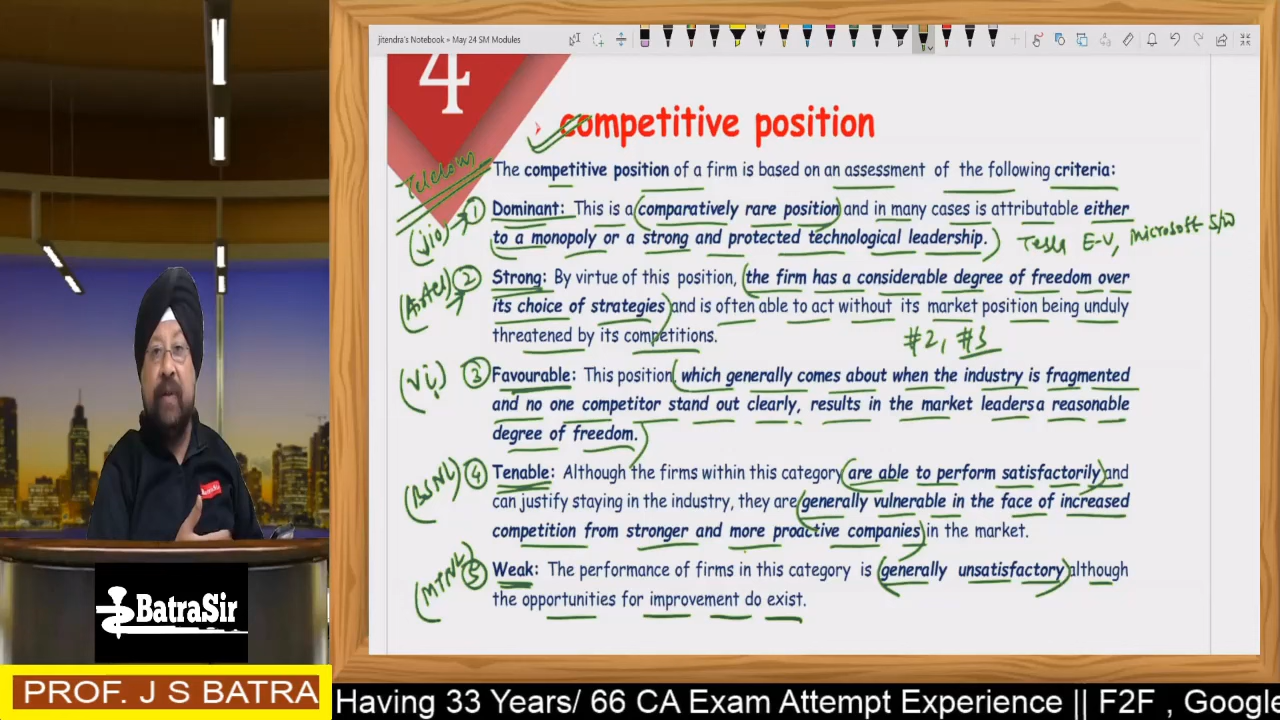 jitendra's Notebook » May 24 SM Modules
4
competitive position
Telecom
The competitive position of a firm is based on an assessment of the following criteria:
(Jio) → 1 Dominant: This is a (comparatively rare position) and in many cases is attributable either
to a monopoly or a strong and protected technological leadership.) Tesla E-V, Microsoft S/W
(Airtel) 2 Strong: By virtue of this position, (the firm has a considerable degree of freedom over
its choice of strategies) and is often able to act without its market position being unduly
threatened by its competitions. #2, #3
(Vi) 3 Favourable: This position, (which generally comes about when the industry is fragmented
and no one competitor stand out clearly, results in the market leaders a reasonable
degree of freedom.)
(BSNL) 4 Tenable: Although the firms within this category (are able to perform satisfactorily) and
can justify staying in the industry, they are (generally vulnerable in the face of increased
competition from stronger and more proactive companies) in the market.
(MTNL) 5 Weak: The performance of firms in this category is (generally unsatisfactory) although
the opportunities for improvement do exist.
BatraSir
PROF. J S BATRA
Having 33 Years/ 66 CA Exam Attempt Experience || F2F , Google